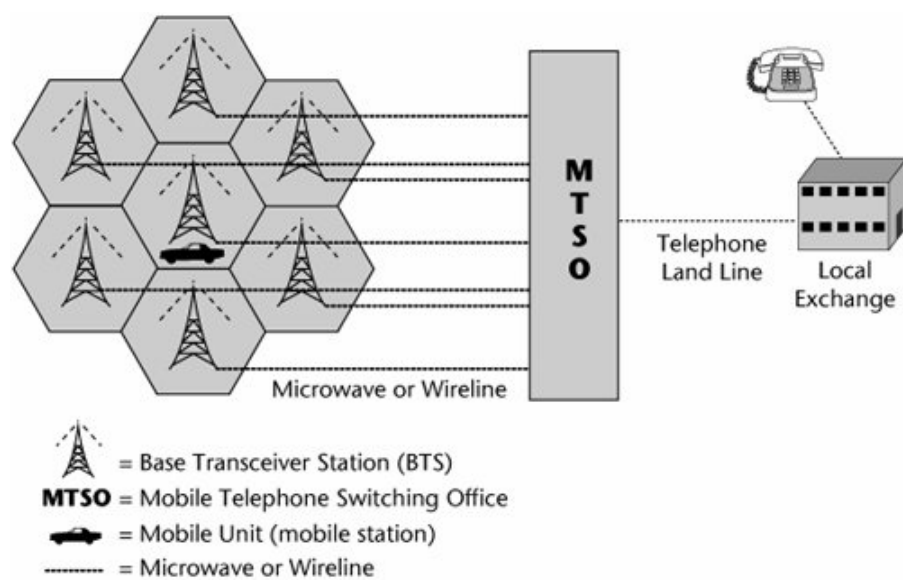 M
T
S
O
Telephone
Land Line
Local
Exchange
Microwave or Wireline
= Base Transceiver Station (BTS)
MTSO = Mobile Telephone Switching Office
= Mobile Unit (mobile station)
= Microwave or Wireline